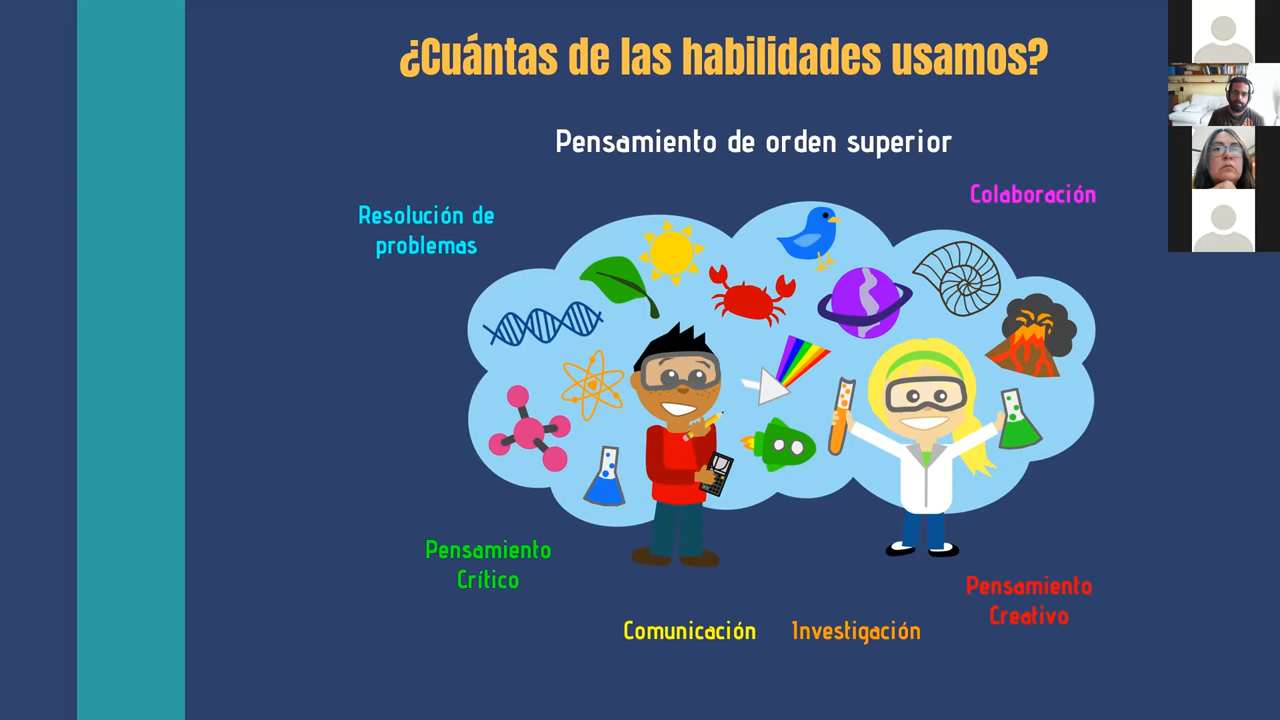 ¿Cuántas de las habilidades usamos?
Pensamiento de orden superior
Colaboración
Resolución de
problemas
Pensamiento
Crítico
Pensamiento
Creativo
Comunicación
Investigación